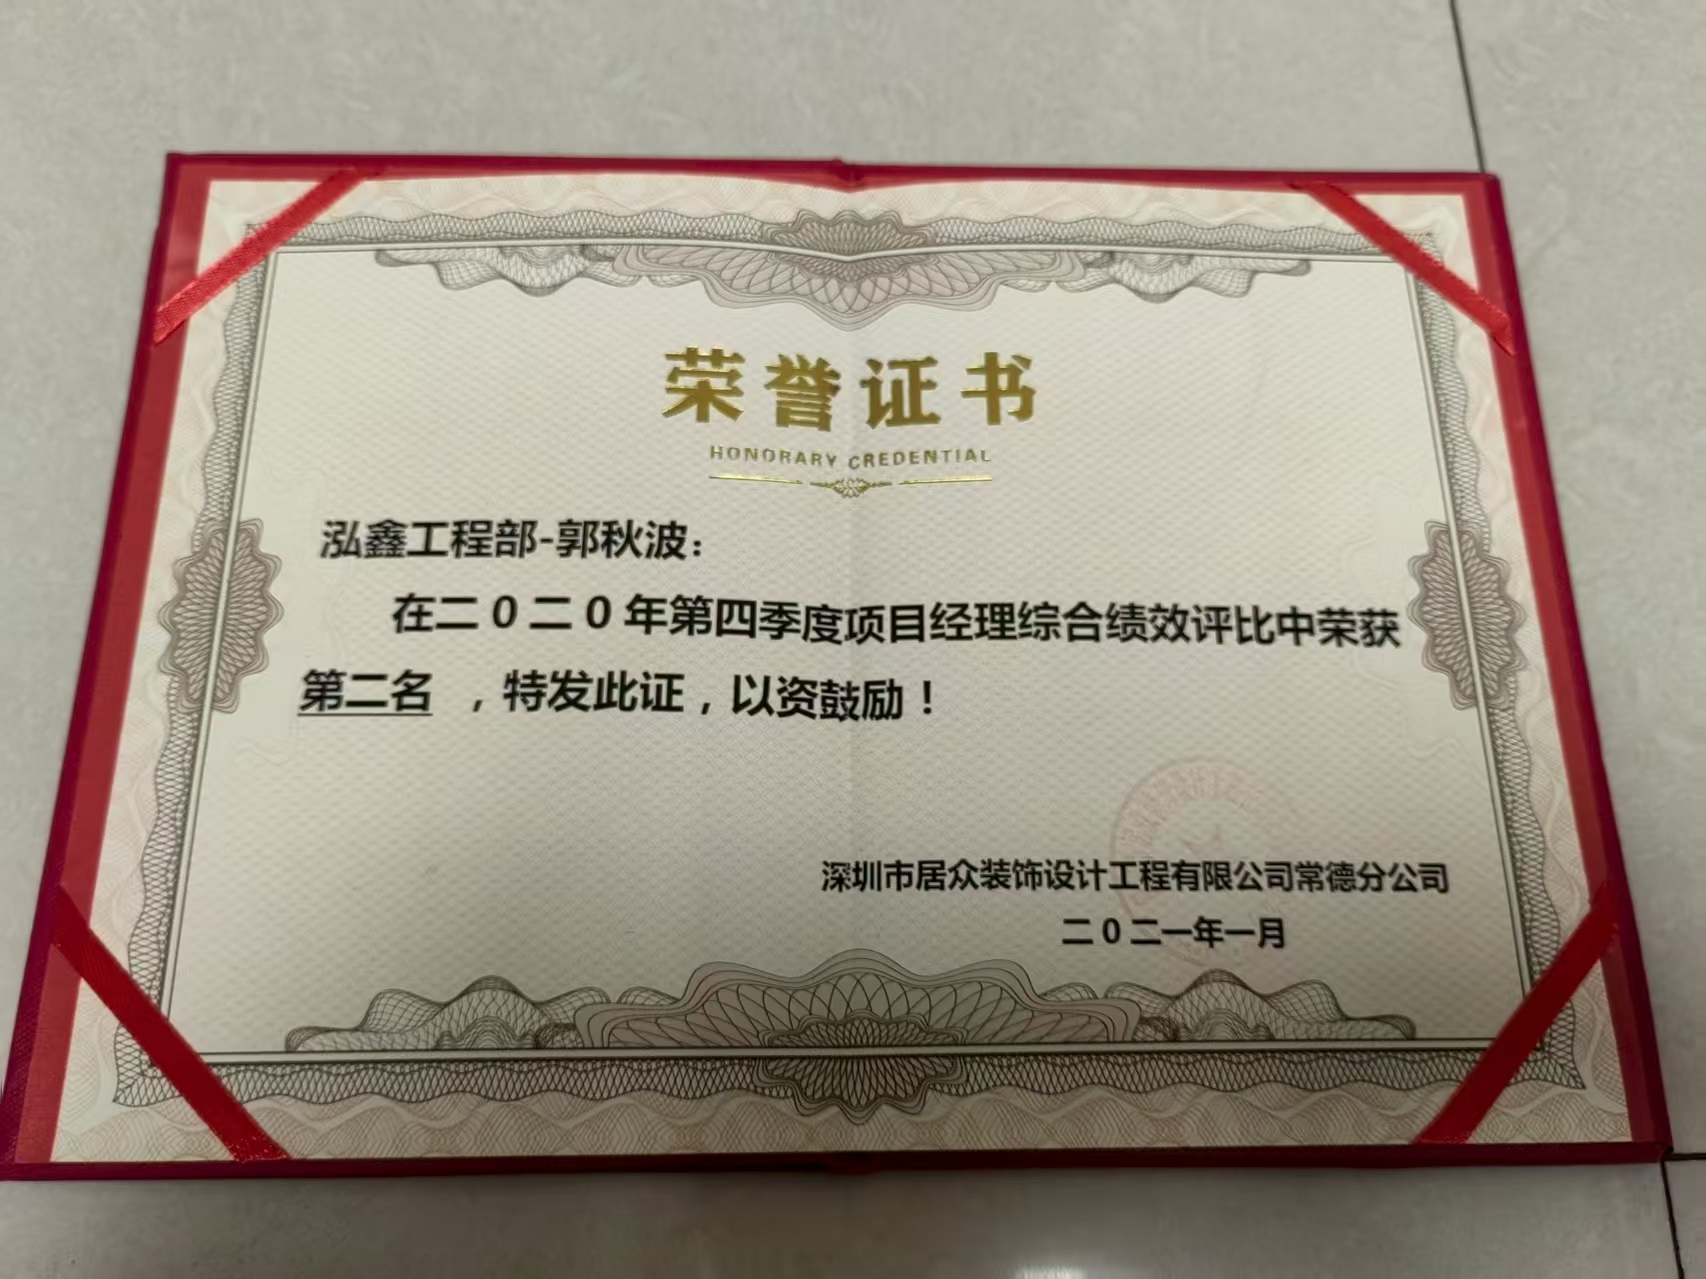 荣誉证书
HONORARY CREDENTIAL
泓鑫工程部-郭秋波：
在二0二0年第四季度项目经理综合绩效评比中荣获
第二名 ，特发此证，以资鼓励！
深圳市居众装饰设计工程有限公司常德分公司
二0二一年一月